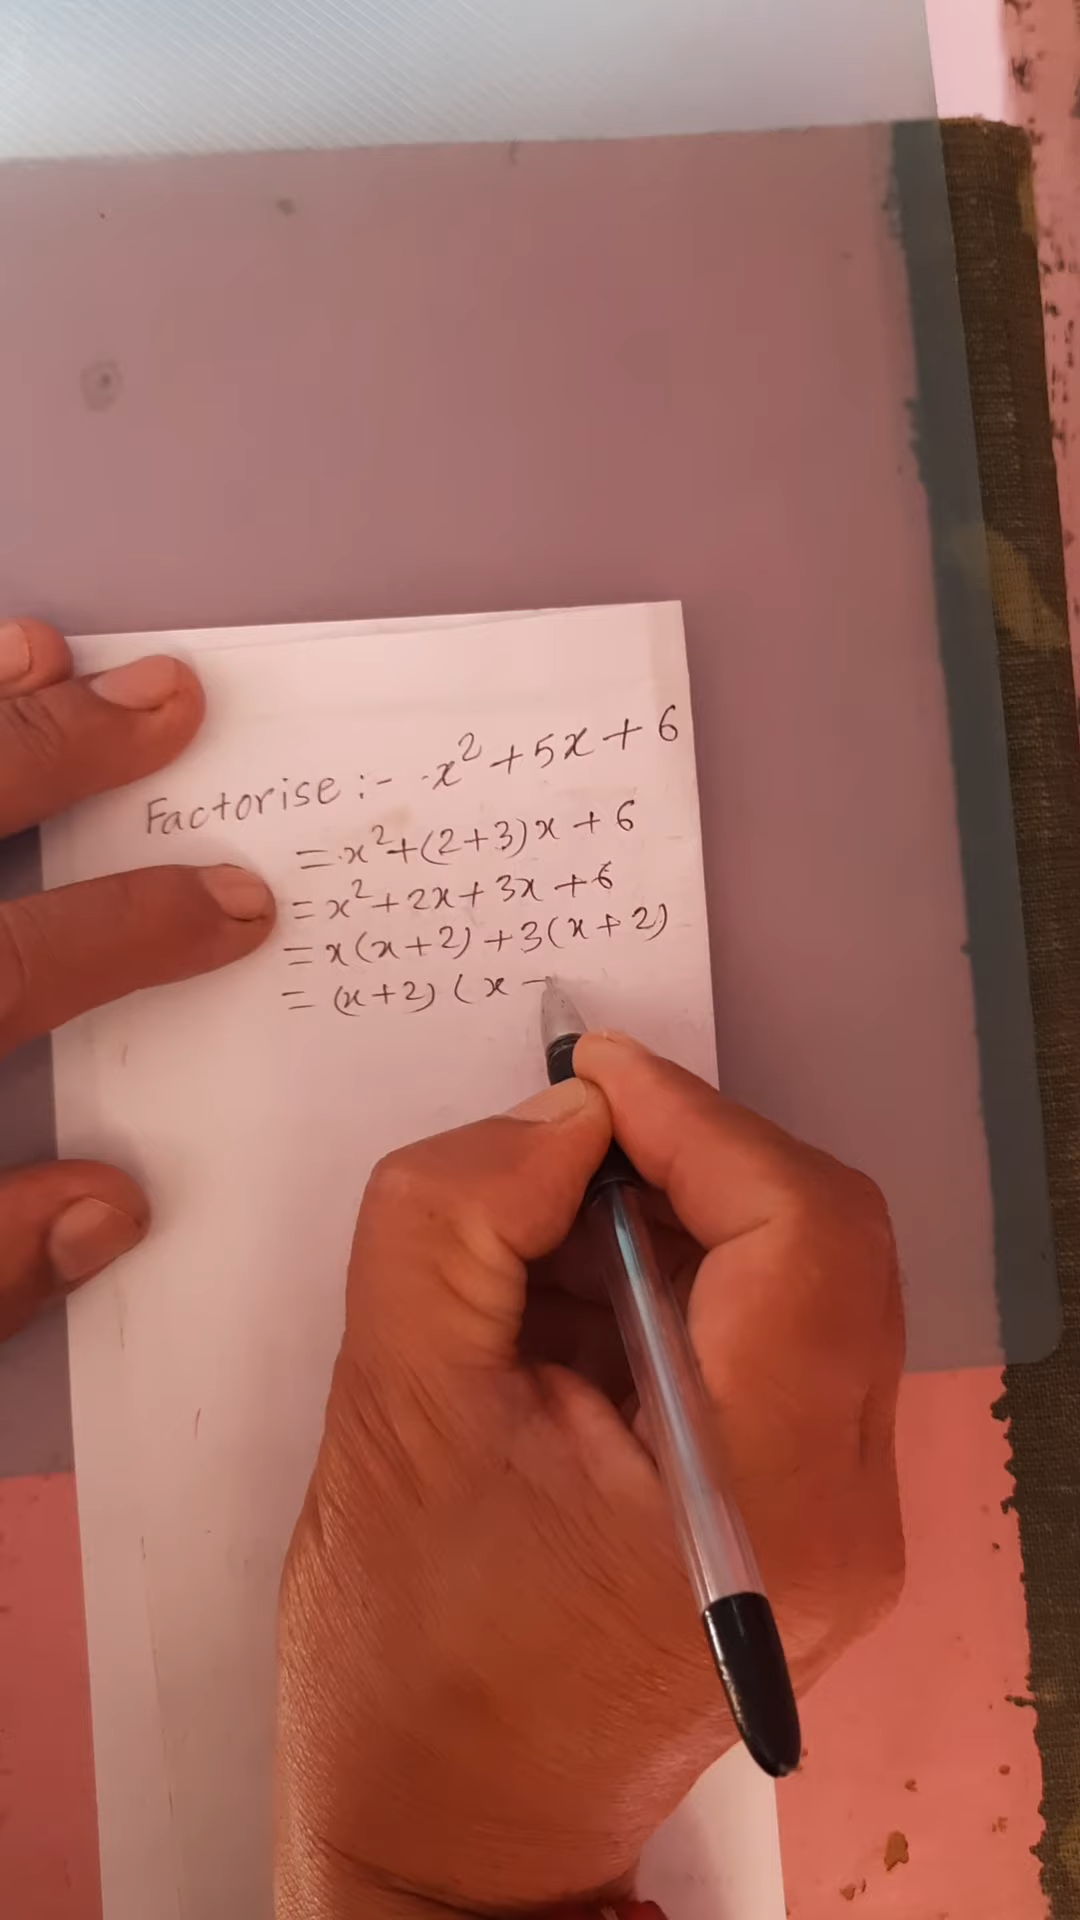 Factorise :- x² + 5x + 6
= x² + (2+3)x + 6
= x² + 2x + 3x + 6
= x(x+2) + 3(x+2)
= (x+2) (x -